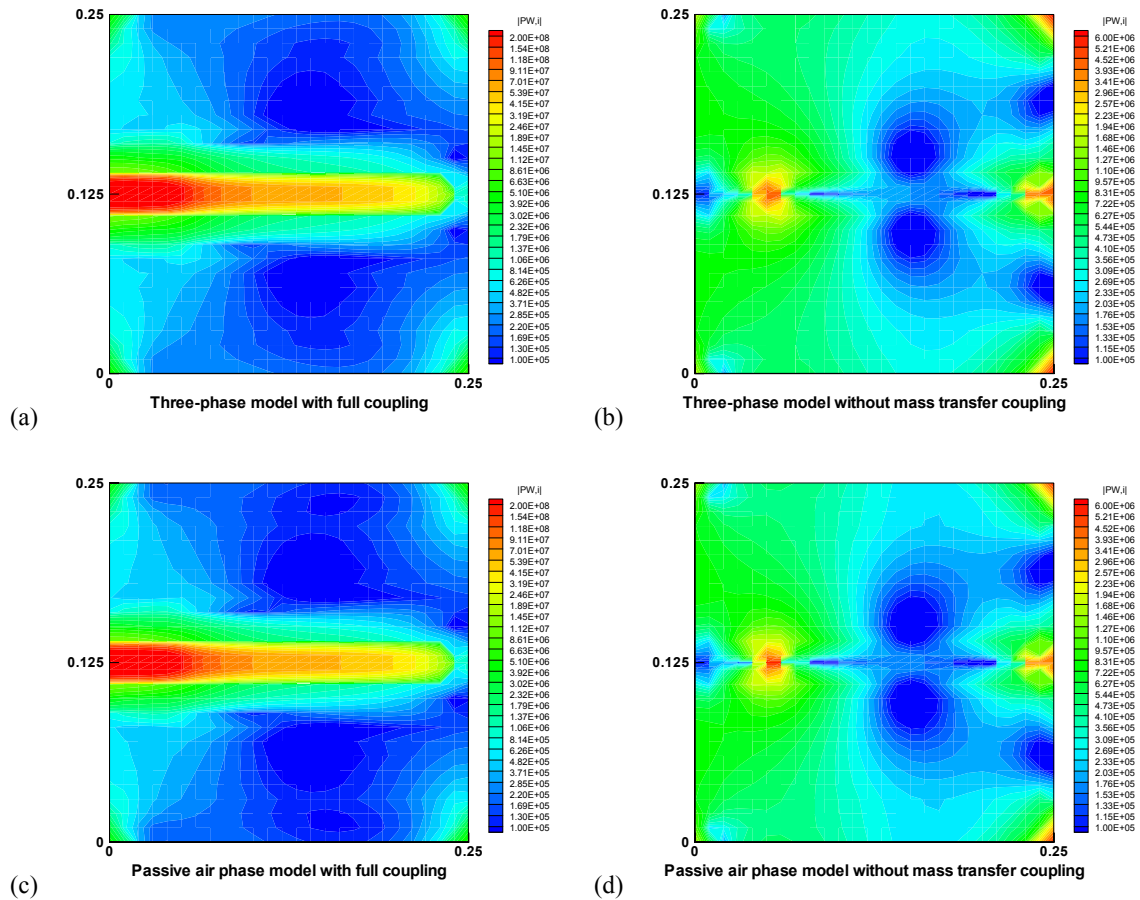 |PW,i|
0.25
0.125
0
0
0.25
2.00E+08
1.54E+08
1.18E+08
9.11E+07
7.01E+07
5.39E+07
4.15E+07
3.19E+07
2.46E+07
1.89E+07
1.45E+07
1.12E+07
8.61E+06
6.63E+06
5.10E+06
3.92E+06
3.02E+06
2.32E+06
1.79E+06
1.37E+06
1.06E+06
8.14E+05
6.26E+05
4.82E+05
3.71E+05
2.85E+05
2.20E+05
1.69E+05
1.30E+05
1.00E+05
(a)
Three-phase model with full coupling
|PW,i|
0.25
0.125
0
0
0.25
6.00E+06
5.21E+06
4.52E+06
3.93E+06
3.41E+06
2.96E+06
2.57E+06
2.23E+06
1.94E+06
1.68E+06
1.46E+06
1.27E+06
1.10E+06
9.57E+05
8.31E+05
7.22E+05
6.27E+05
5.44E+05
4.73E+05
4.10E+05
3.56E+05
3.09E+05
2.69E+05
2.33E+05
2.03E+05
1.76E+05
1.53E+05
1.33E+05
1.15E+05
1.00E+05
(b)
Three-phase model without mass transfer coupling
|PW,i|
0.25
0.125
0
0
0.25
2.00E+08
1.54E+08
1.18E+08
9.11E+07
7.01E+07
5.39E+07
4.15E+07
3.19E+07
2.46E+07
1.89E+07
1.45E+07
1.12E+07
8.61E+06
6.63E+06
5.10E+06
3.92E+06
3.02E+06
2.32E+06
1.79E+06
1.37E+06
1.06E+06
8.14E+05
6.26E+05
4.82E+05
3.71E+05
2.85E+05
2.20E+05
1.69E+05
1.30E+05
1.00E+05
(c)
Passive air phase model with full coupling
|PW,i|
0.25
0.125
0
0
0.25
6.00E+06
5.21E+06
4.52E+06
3.93E+06
3.41E+06
2.96E+06
2.57E+06
2.23E+06
1.94E+06
1.68E+06
1.46E+06
1.27E+06
1.10E+06
9.57E+05
8.31E+05
7.22E+05
6.27E+05
5.44E+05
4.73E+05
4.10E+05
3.56E+05
3.09E+05
2.69E+05
2.33E+05
2.03E+05
1.76E+05
1.53E+05
1.33E+05
1.15E+05
1.00E+05
(d)
Passive air phase model without mass transfer coupling